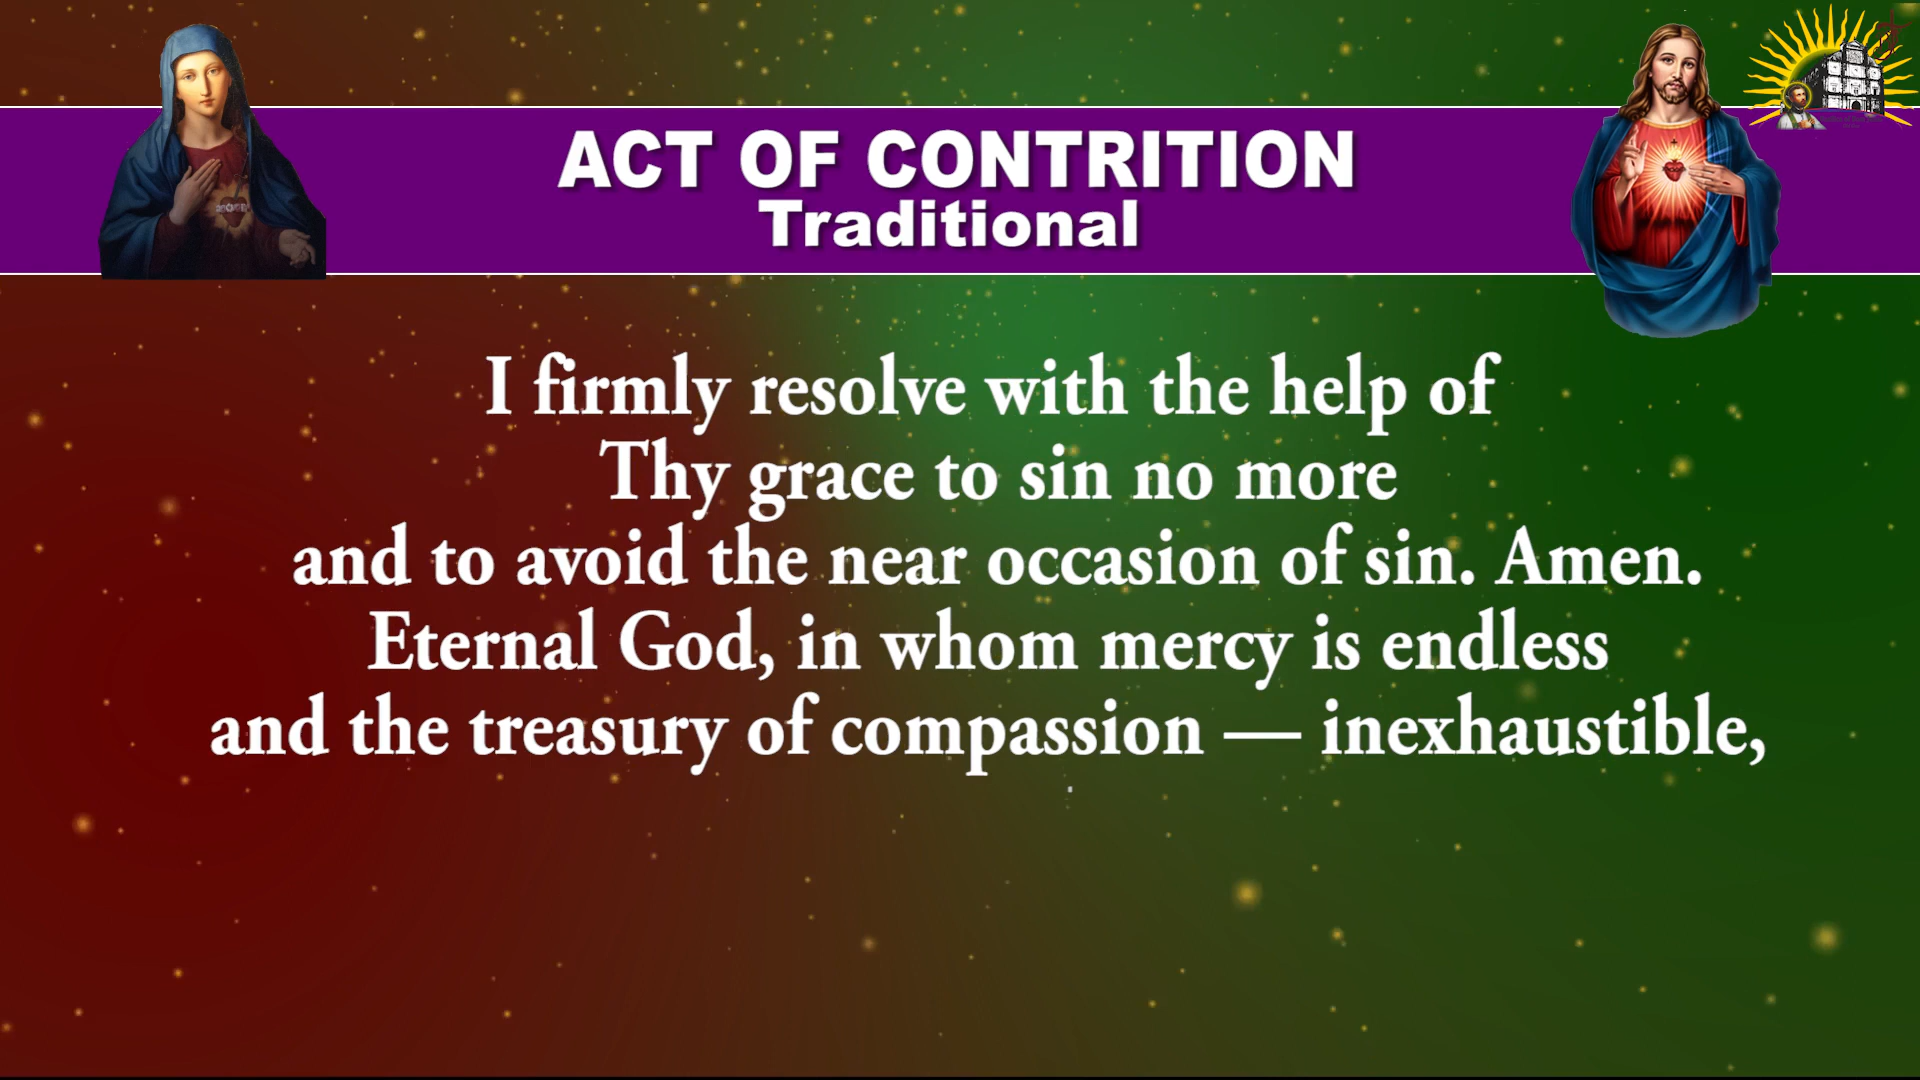 ACT OF CONTRITION
Traditional
I firmly resolve with the help of
Thy grace to sin no more
and to avoid the near occasion of sin. Amen.
Eternal God, in whom mercy is endless
and the treasury of compassion — inexhaustible,